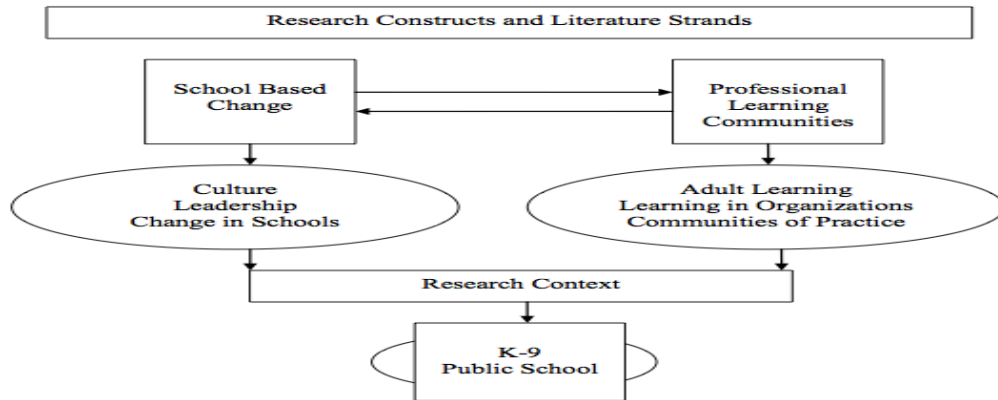 Research Constructs and Literature Strands
School Based
Change
Professional
Learning
Communities
Culture
Leadership
Change in Schools
Adult Learning
Learning in Organizations
Communities of Practice
Research Context
K-9
Public School